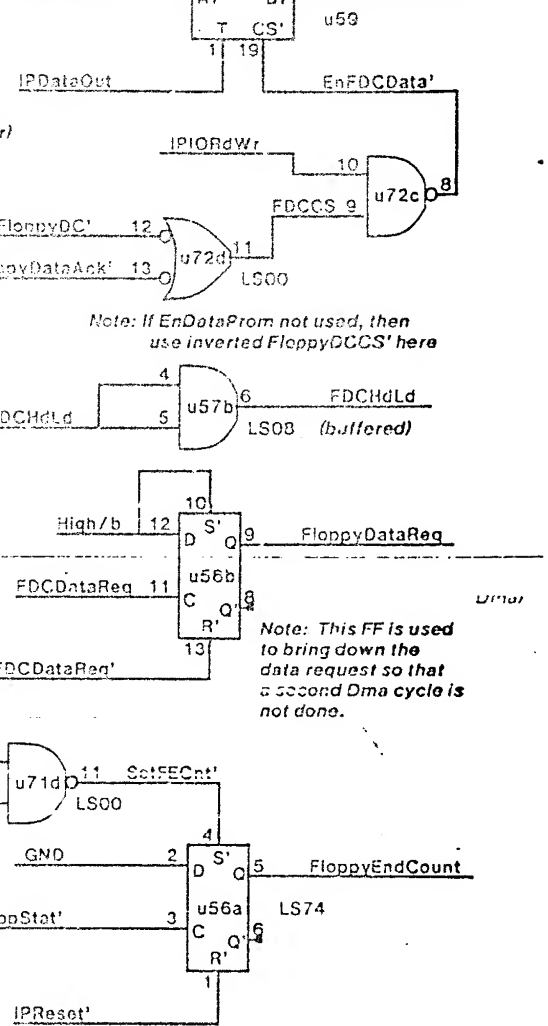 u59
T CS'
1 19
IPDataOut EnFDCData'
IPIORdWr
10
u72c 8
FDCCS 9
FloppyDC' 12
u72d 11
LS00
13
Note: If EnDataProm not used, then
use inverted FloppyDCCS' here
4
u57b 6 FDCHdLd
DCHdLd 5
LS08 (buffered)
10
High/b 12 D S' Q 9 FloppyDataReq
u56b
FDCDataReq 11 C Q' 8
R'
13
FDCDataReq'
Note: This FF is used
to bring down the
data request so that
a second Dma cycle is
not done.
u71d 11 SetFECnt'
LS00
4
GND 2 D S' Q 5 FloppyEndCount
u56a LS74
3 C Q' 6
R'
1
IPReset'